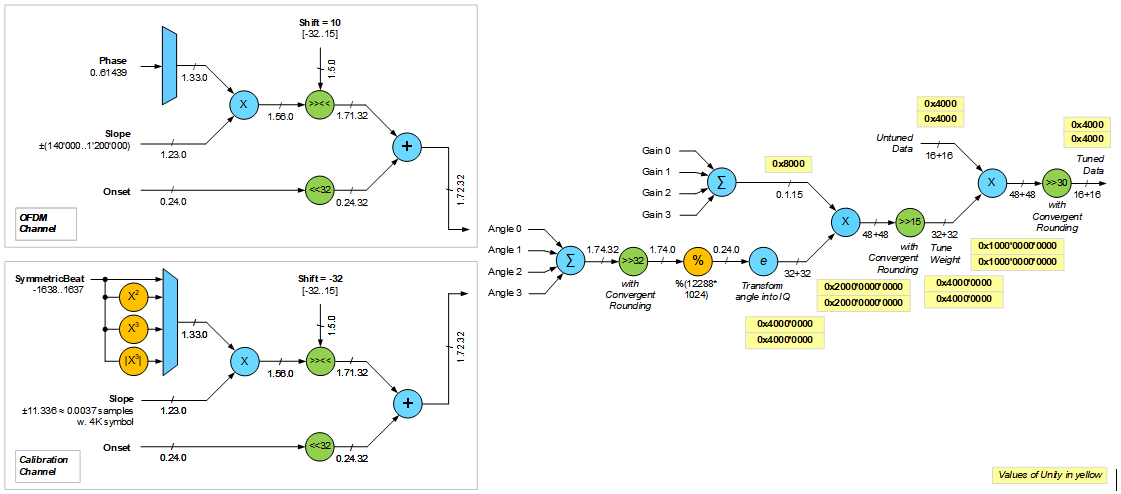 Shift = 10
[-32..15]
Phase
0..61439
1.33.0
1.5.0
X
>><<
1.56.0
1.71.32
Slope
±(140'000..1'200'000)
1.23.0
+
Onset
0.24.0
<<32
0.24.32
1.72.32
OFDM
Channel
SymmetricBeat
-1638..1637
X²
X³
|X³|
Shift = -32
[-32..15]
1.33.0
1.5.0
X
>><<
1.56.0
1.71.32
Slope
±11.336 ≈ 0.0037 samples
w. 4K symbol
1.23.0
+
Onset
0.24.0
<<32
0.24.32
1.72.32
Calibration
Channel
Gain 0
Gain 1
Gain 2
Gain 3
∑
0x8000
0.1.15
Angle 0
Angle 1
Angle 2
Angle 3
∑
1.74.32
>>32
with
Convergent
Rounding
1.74.0
%
%(12288*
1024)
0.24.0
e
Transform
angle into IQ
32+32
0x4000'0000
0x4000'0000
X
48+48
0x2000'0000'0000
0x2000'0000'0000
>>15
with
Convergent
Rounding
32+32
Tune
Weight
0x4000'0000
0x4000'0000
0x4000
0x4000
Untuned
Data
16+16
X
48+48
0x1000'0000'0000
0x1000'0000'0000
>>30
with
Convergent
Rounding
0x4000
0x4000
Tuned
Data
16+16
Values of Unity in yellow